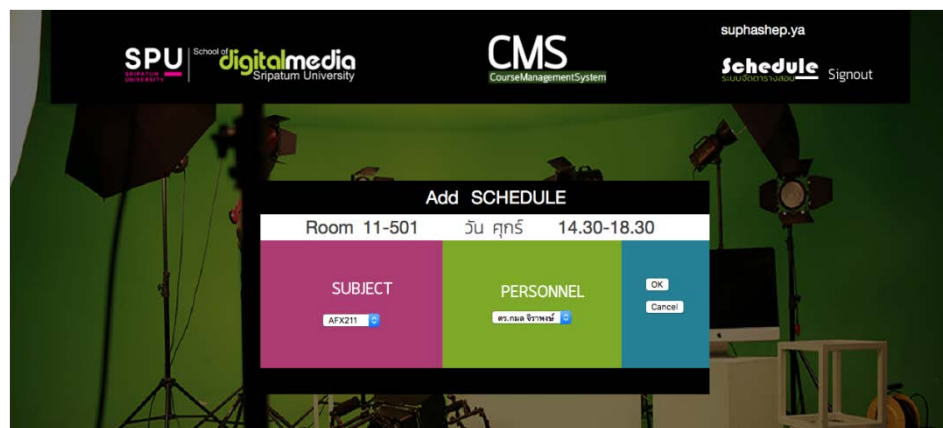 suphashep.ya
SPU School of digitalmedia
SRIPATUM UNIVERSITY Sripatum University
CMS
CourseManagementSystem
Schedule Signout
ระบบจัดตารางสอบ
Add SCHEDULE
Room 11-501 วัน ศุกร์ 14.30-18.30
SUBJECT PERSONNEL
AFX211 ดร.กมล จิราพงษ์
OK
Cancel